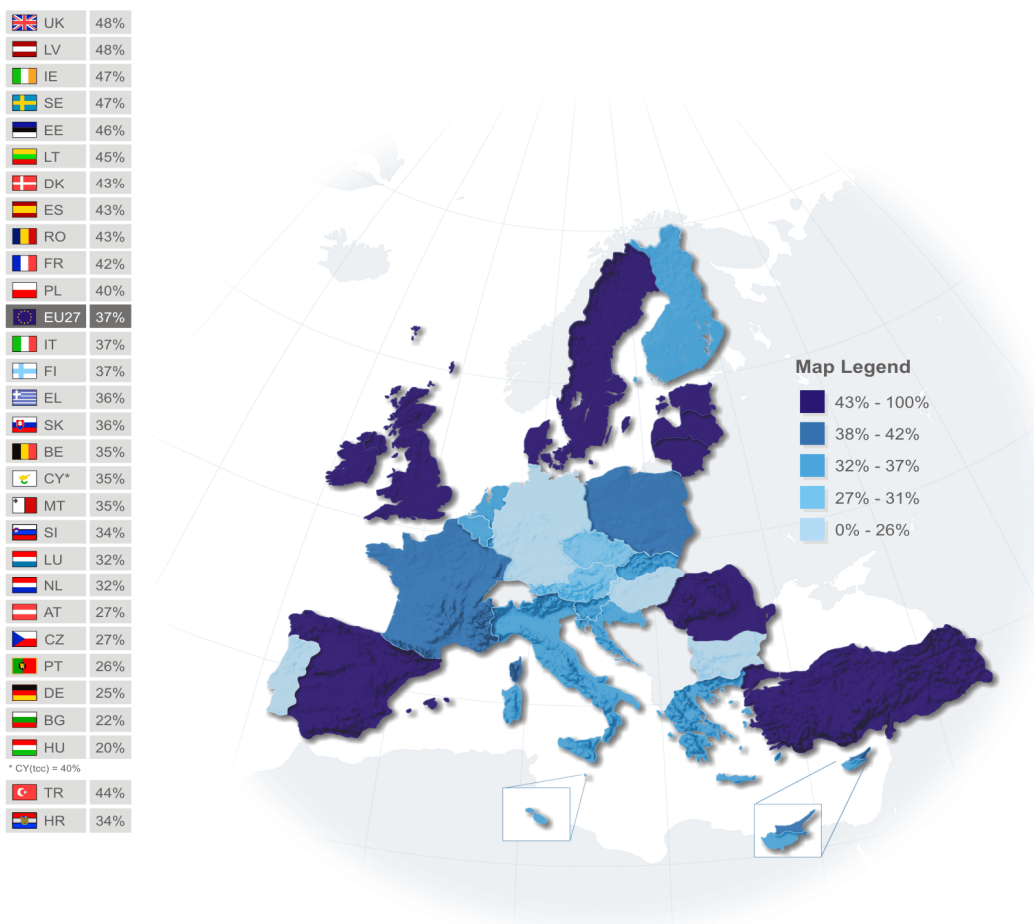 UK 48%
LV 48%
IE 47%
SE 47%
EE 46%
LT 45%
DK 43%
ES 43%
RO 43%
FR 42%
PL 40%
EU27 37%
IT 37%
FI 37%
EL 36%
SK 36%
BE 35%
CY* 35%
MT 35%
SI 34%
LU 32%
NL 32%
AT 27%
CZ 27%
PT 26%
DE 25%
BG 22%
HU 20%
* CY(tcc) = 40%
TR 44%
HR 34%
Map Legend
43% - 100%
38% - 42%
32% - 37%
27% - 31%
0% - 26%